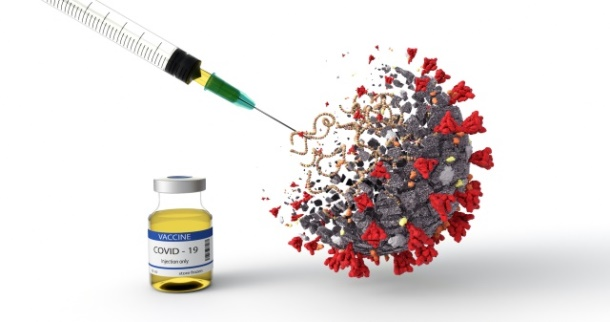 VACCINE
COVID - 19
Injection only